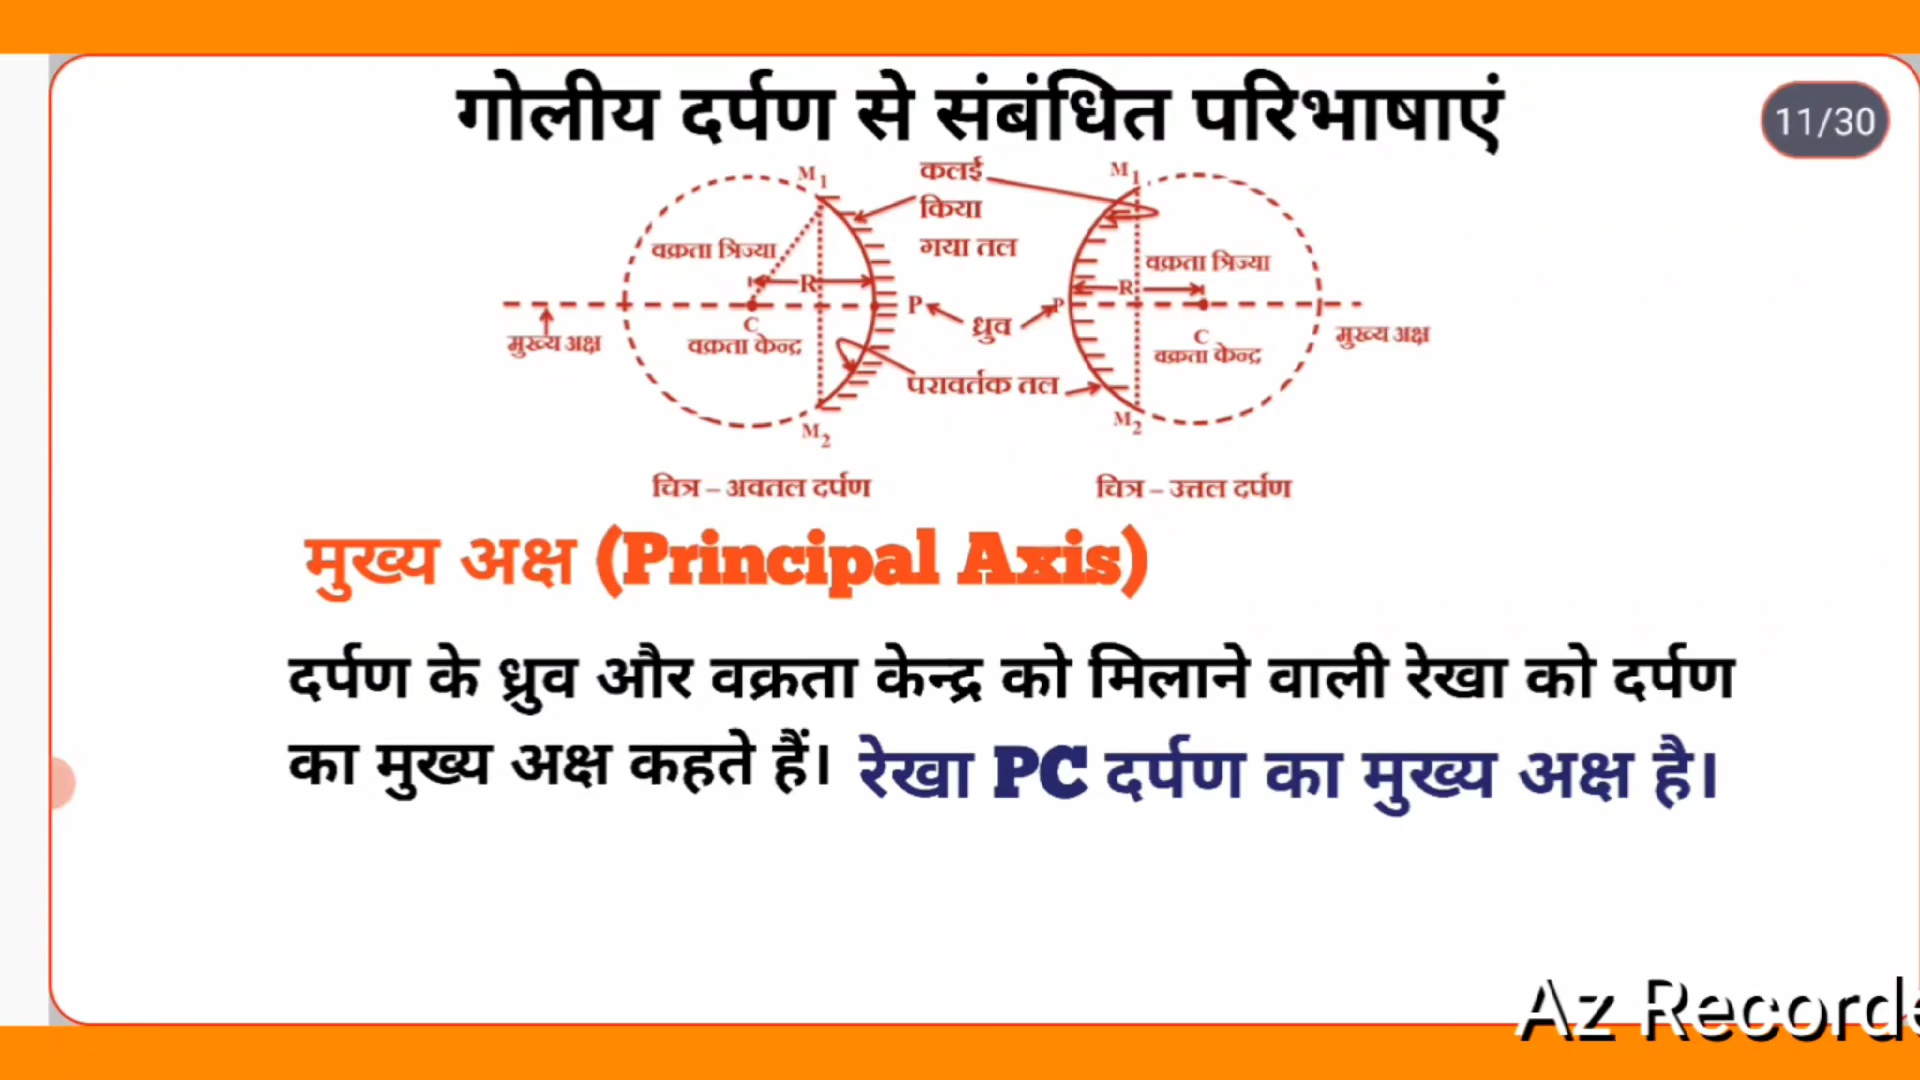 गोलीय दर्पण से संबंधित परिभाषाएं
11/30
M1
कलई
किया
गया तल
M1
वक्रता त्रिज्या
वक्रता त्रिज्या
R
R
P
ध्रुव
P
मुख्य अक्ष
C
वक्रता केन्द्र
C
वक्रता केन्द्र
मुख्य अक्ष
परावर्तक तल
M2
M2
चित्र – अवतल दर्पण
चित्र – उत्तल दर्पण
मुख्य अक्ष (Principal Axis)
दर्पण के ध्रुव और वक्रता केन्द्र को मिलाने वाली रेखा को दर्पण
का मुख्य अक्ष कहते हैं। रेखा PC दर्पण का मुख्य अक्ष है।
Az Recorde